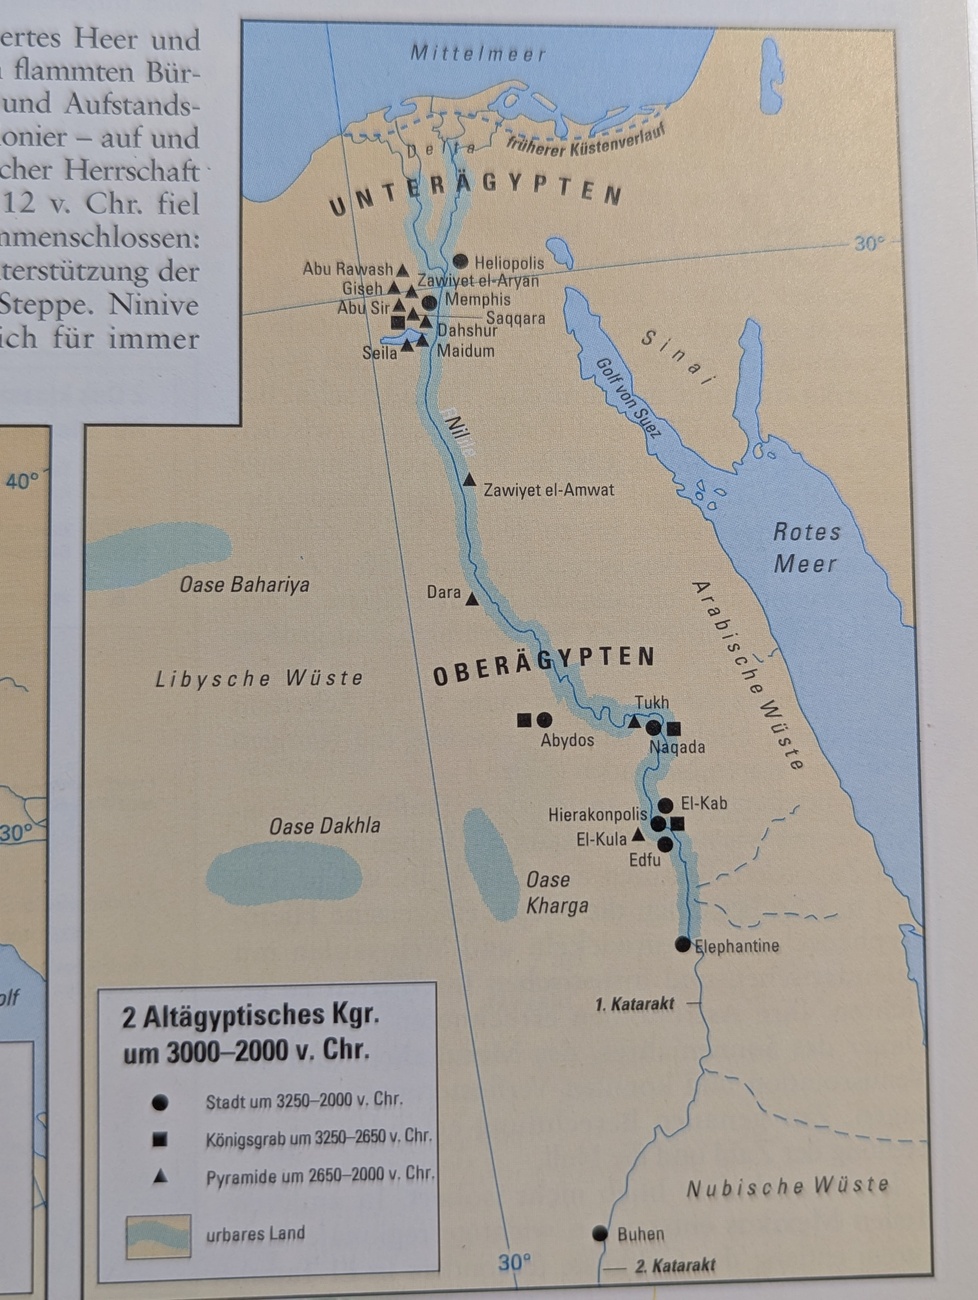 ertes Heer und
flammten Bür-
und Aufstands-
onier – auf und
cher Herrschaft
12 v. Chr. fiel
mmenschlossen:
terstützung der
Steppe. Ninive
ich für immer
40°
30°
olf
Mittelmeer
Delta
früherer Küstenverlauf
UNTERÄGYPTEN
30°
Heliopolis
Abu Rawash
Zawiyet el-Aryan
Giseh
Memphis
Abu Sir
Saqqara
Dahshur
Seila
Maidum
Sinai
Golf von Suez
Nil
Zawiyet el-Amwat
Rotes
Meer
Oase Bahariya
Dara
Arabische Wüste
OBERÄGYPTEN
Libysche Wüste
Tukh
Abydos
Naqada
El-Kab
Hierakonpolis
El-Kula
Edfu
Oase Dakhla
Oase
Kharga
Elephantine
1. Katarakt
2 Altägyptisches Kgr.
um 3000–2000 v. Chr.
Stadt um 3250–2000 v. Chr.
Königsgrab um 3250–2650 v. Chr.
Pyramide um 2650–2000 v. Chr.
urbares Land
Nubische Wüste
Buhen
30°
2. Katarakt